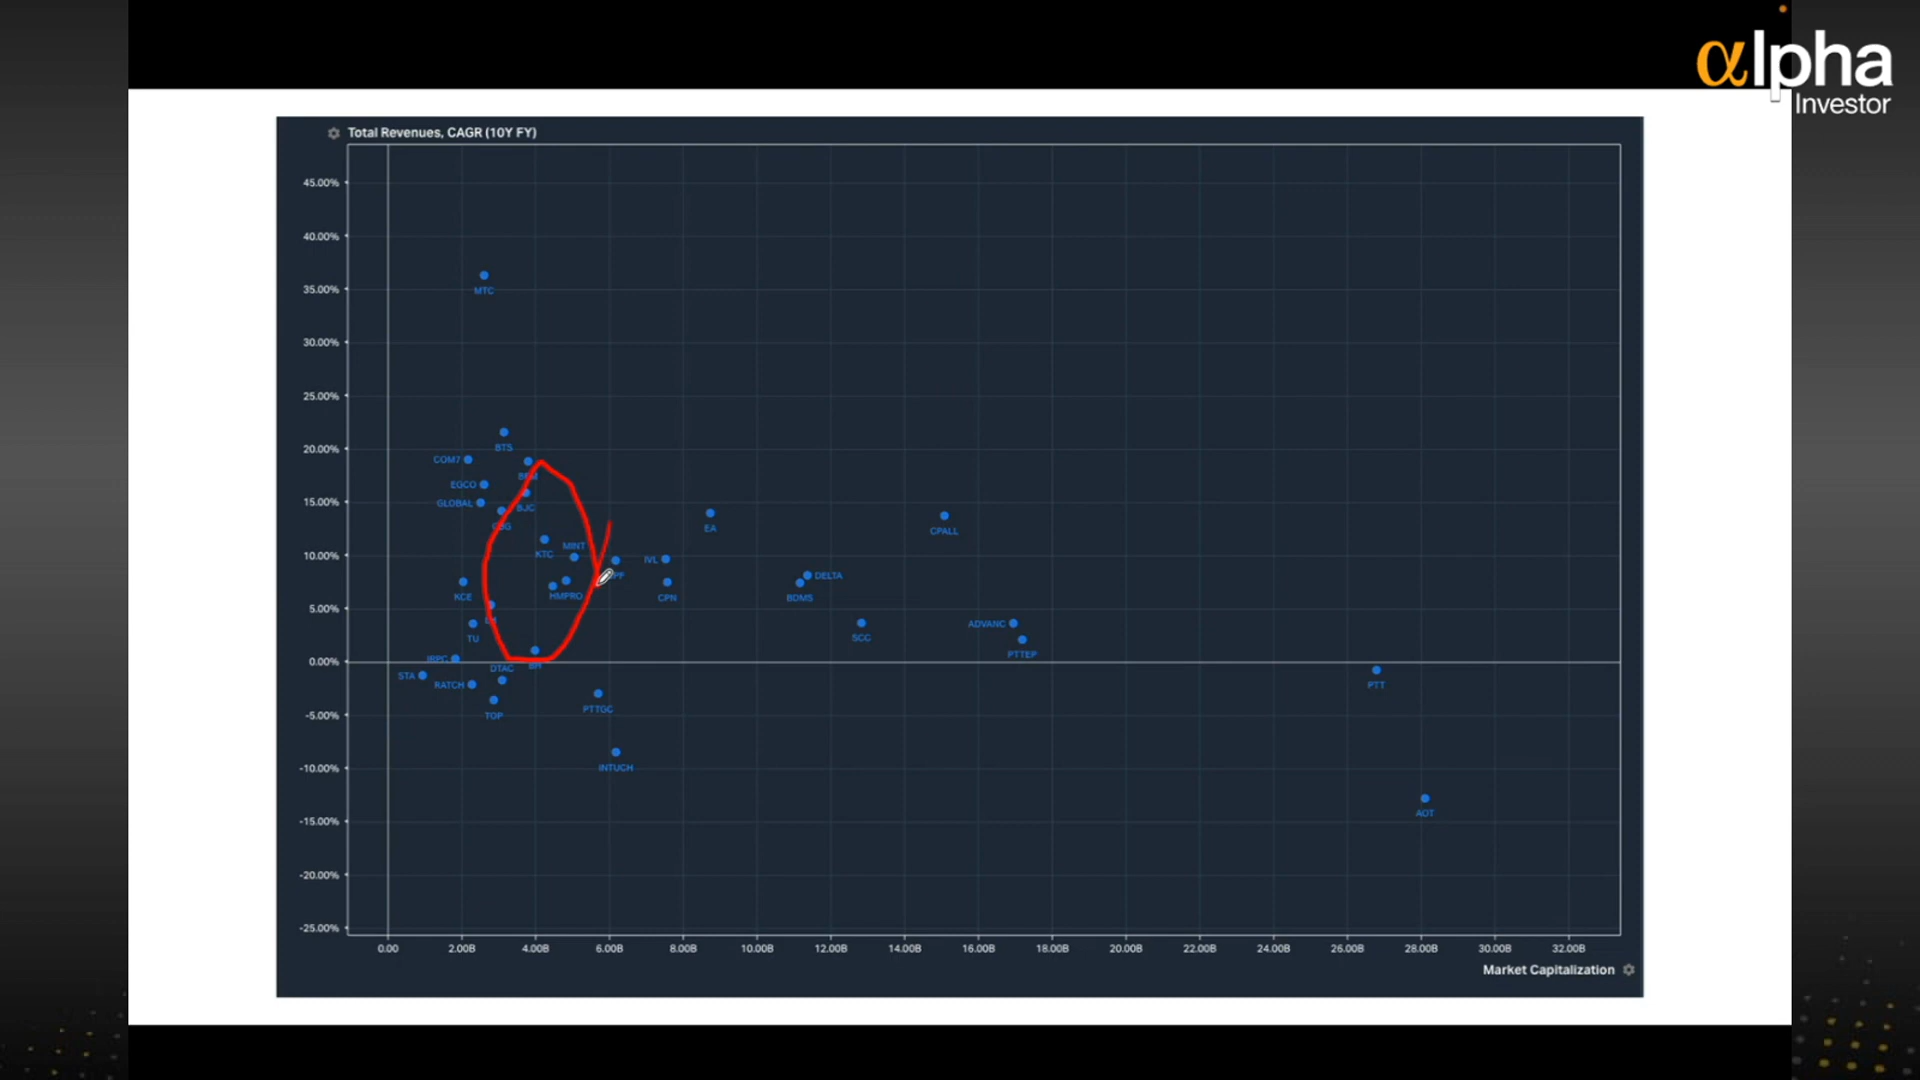 αlpha
Investor
Total Revenues, CAGR (10Y FY)
45.00%
40.00%
35.00%
30.00%
25.00%
20.00%
15.00%
10.00%
5.00%
0.00%
-5.00%
-10.00%
-15.00%
-20.00%
-25.00%
MTC
BTS
COM7
EGCO
GLOBAL
BJC
EA
CPALL
MINT
KTC
IVL
DELTA
KCE
HMPRO
CPN
BDMS
TU
SCC
ADVANC
PTTEP
IRPC
DTAC
BH
STA
RATCH
PTT
TOP
PTTGC
INTUCH
AOT
0.00 2.00B 4.00B 6.00B 8.00B 10.00B 12.00B 14.00B 16.00B 18.00B 20.00B 22.00B 24.00B 26.00B 28.00B 30.00B 32.00B
Market Capitalization